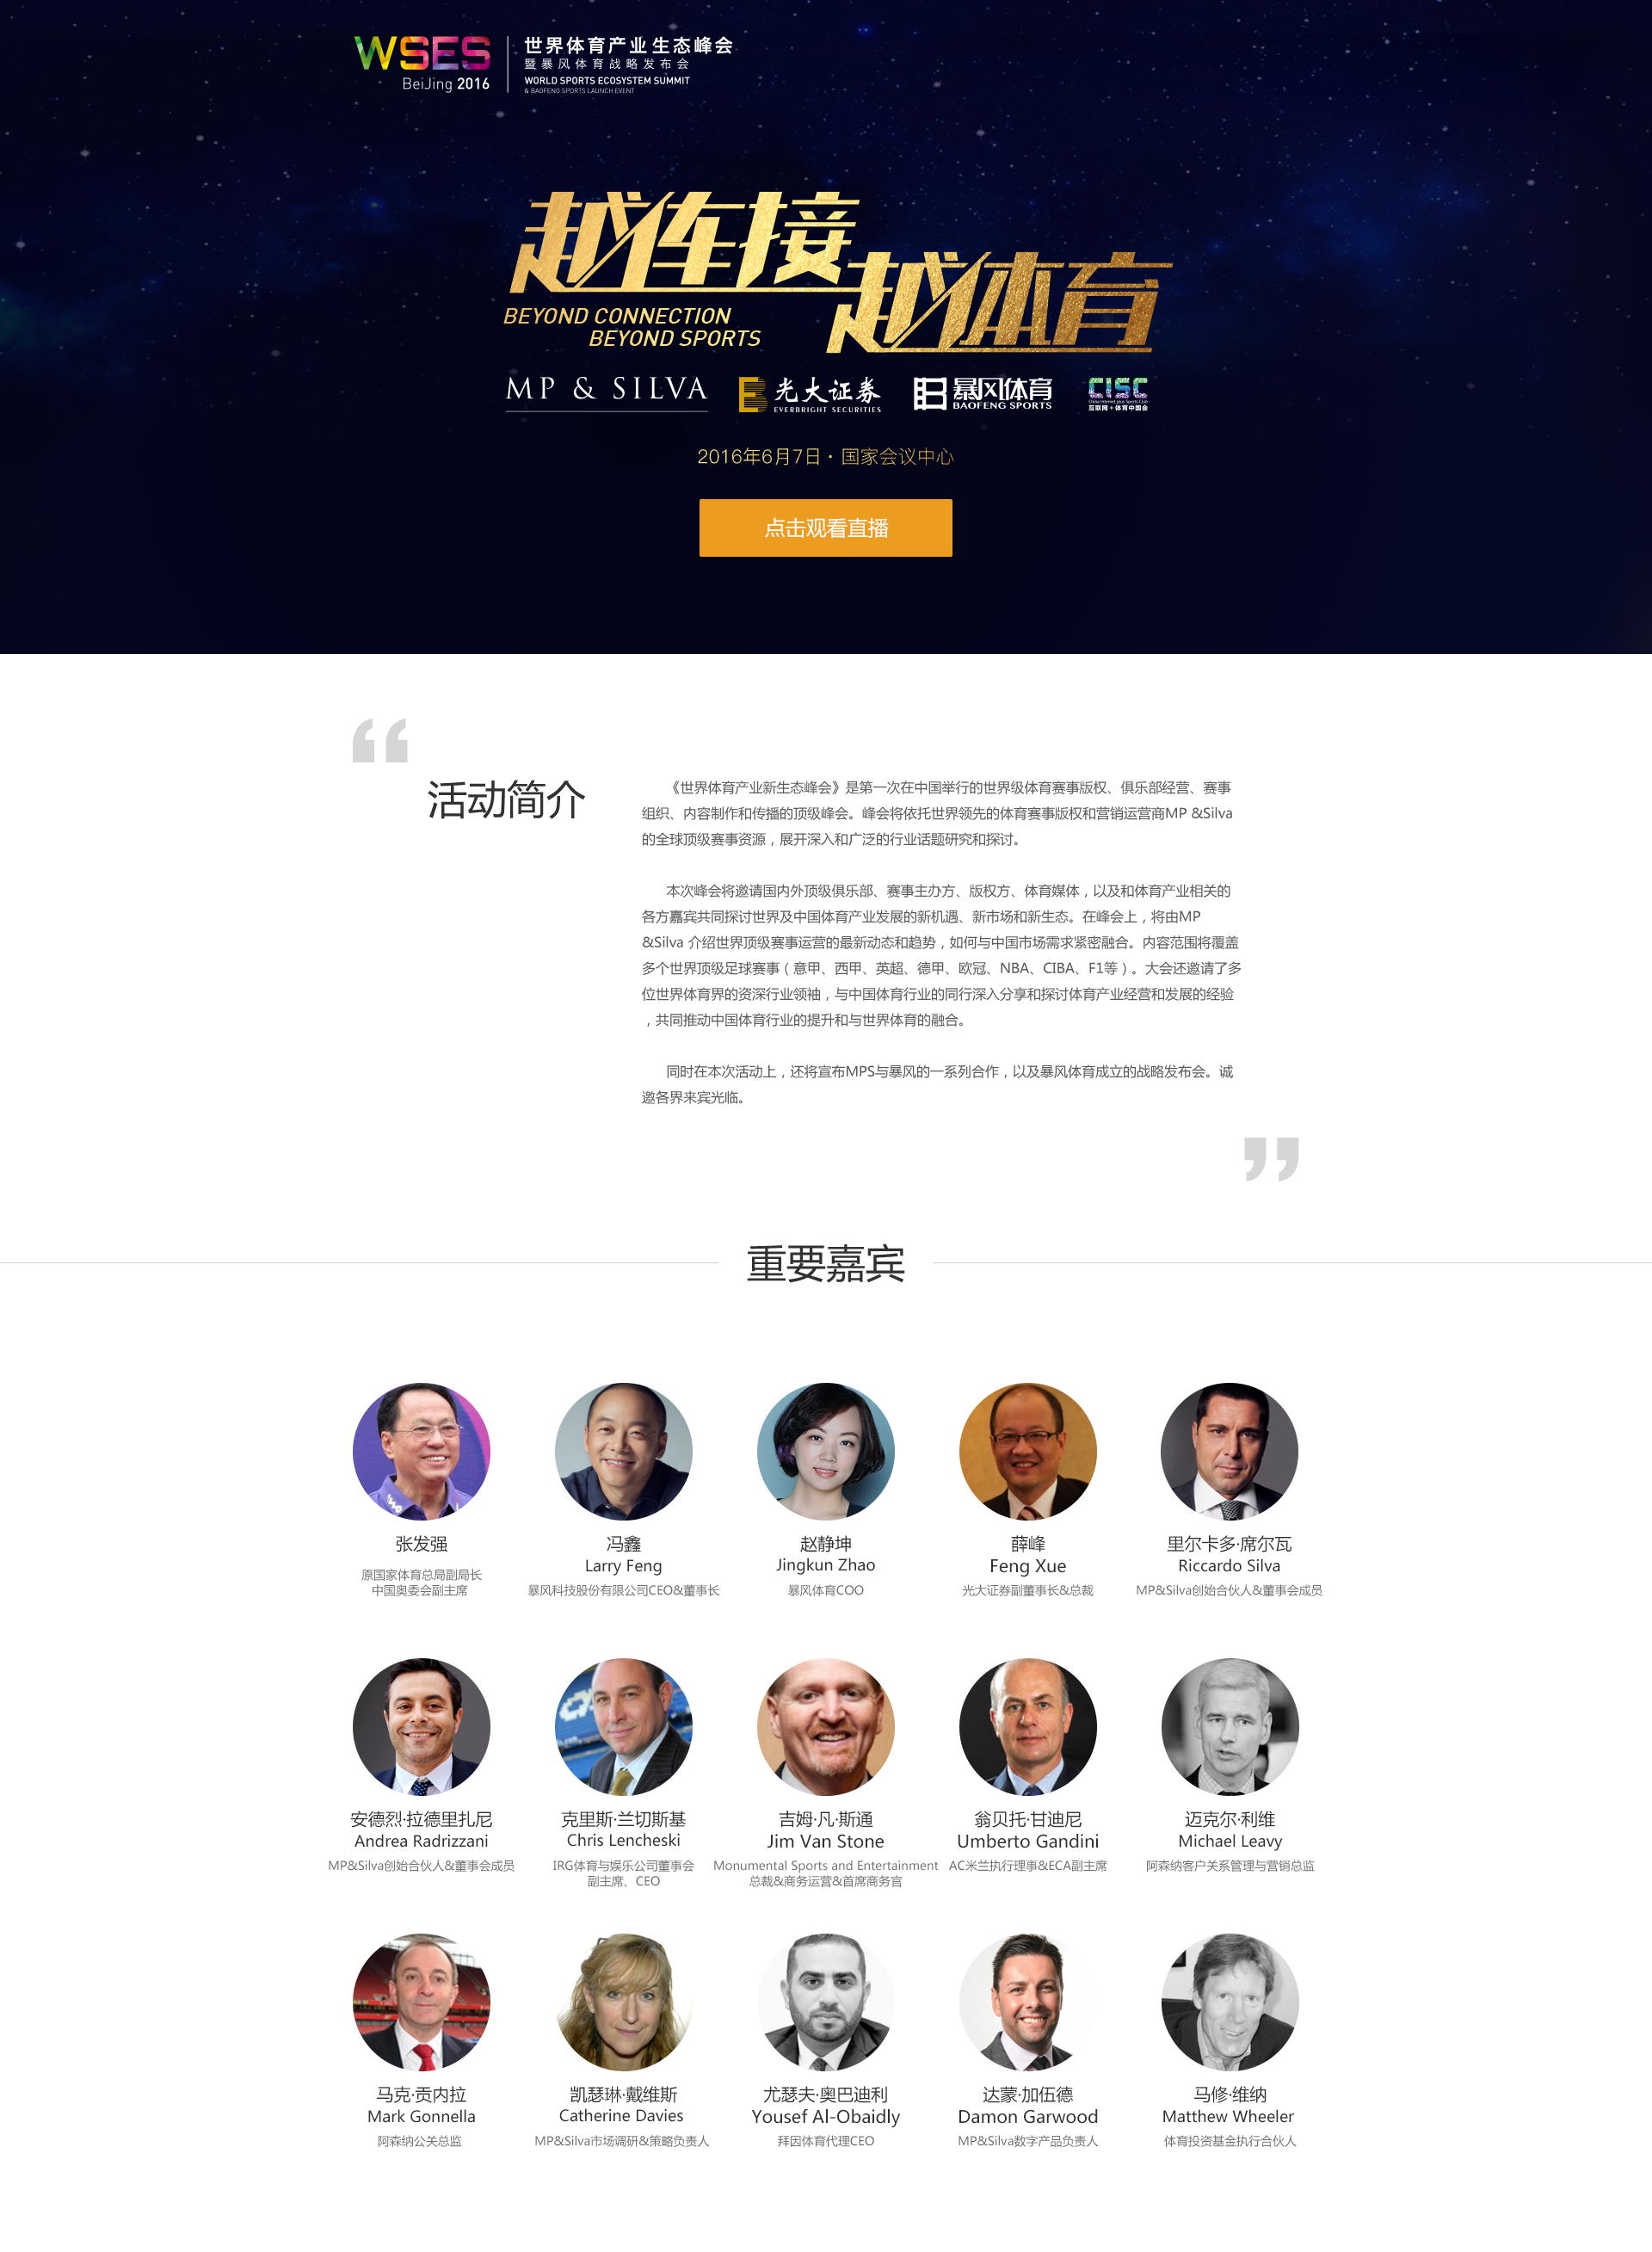 WSES
BeiJing 2016
世界体育产业生态峰会
暨暴风体育战略发布会
WORLD SPORTS ECOSYSTEM SUMMIT
& BAOFENG SPORTS LAUNCH EVENT
越连接
越体育
BEYOND CONNECTION
BEYOND SPORTS
MP & SILVA
光大证券
EVERBRIGHT SECURITIES
暴风体育
BAOFENG SPORTS
CISC
China Internet plus Sports Club
互联网+体育中国会
2016年6月7日·国家会议中心
点击观看直播
活动简介
《世界体育产业新生态峰会》是第一次在中国举行的世界级体育赛事版权、俱乐部经营、赛事
组织、内容制作和传播的顶级峰会。峰会将依托世界领先的体育赛事版权和营销运营商MP &Silva
的全球顶级赛事资源，展开深入和广泛的行业话题研究和探讨。
本次峰会将邀请国内外顶级俱乐部、赛事主办方、版权方、体育媒体，以及和体育产业相关的
各方嘉宾共同探讨世界及中国体育产业发展的新机遇、新市场和新生态。在峰会上，将由MP
&Silva 介绍世界顶级赛事运营的最新动态和趋势，如何与中国市场需求紧密融合。内容范围将覆盖
多个世界顶级足球赛事（意甲、西甲、英超、德甲、欧冠、NBA、CIBA、F1等）。大会还邀请了多
位世界体育界的资深行业领袖，与中国体育行业的同行深入分享和探讨体育产业经营和发展的经验
，共同推动中国体育行业的提升和与世界体育的融合。
同时在本次活动上，还将宣布MPS与暴风的一系列合作，以及暴风体育成立的战略发布会。诚
邀各界来宾光临。
重要嘉宾
张发强
原国家体育总局副局长
中国奥委会副主席
冯鑫
Larry Feng
暴风科技股份有限公司CEO&董事长
赵静坤
Jingkun Zhao
暴风体育COO
薛峰
Feng Xue
光大证券副董事长&总裁
里尔卡多·席尔瓦
Riccardo Silva
MP&Silva创始合伙人&董事会成员
安德烈·拉德里扎尼
Andrea Radrizzani
MP&Silva创始合伙人&董事会成员
克里斯·兰切斯基
Chris Lencheski
IRG体育与娱乐公司董事会
副主席、CEO
吉姆·凡·斯通
Jim Van Stone
Monumental Sports and Entertainment
总裁&商务运营&首席商务官
翁贝托·甘迪尼
Umberto Gandini
AC米兰执行理事&ECA副主席
迈克尔·利维
Michael Leavy
阿森纳客户关系管理与营销总监
马克·贡内拉
Mark Gonnella
阿森纳公关总监
凯瑟琳·戴维斯
Catherine Davies
MP&Silva市场调研&策略负责人
尤瑟夫·奥巴迪利
Yousef Al-Obaidly
拜因体育代理CEO
达蒙·加伍德
Damon Garwood
MP&Silva数字产品负责人
马修·维纳
Matthew Wheeler
体育投资基金执行合伙人